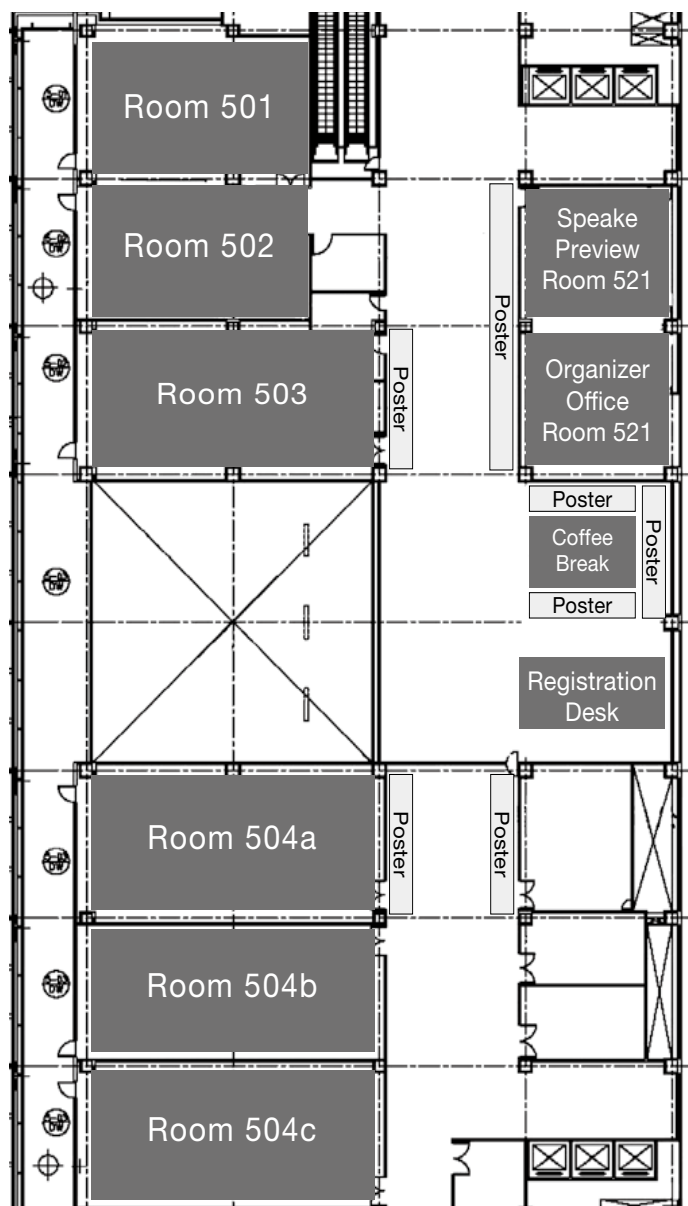 Room 501
Room 502
Speake
Preview
Room 521
Poster
Room 503
Poster
Organizer
Office
Room 521
Poster
Coffee
Break
Poster
Poster
Registration
Desk
Room 504a
Poster
Poster
Room 504b
Room 504c